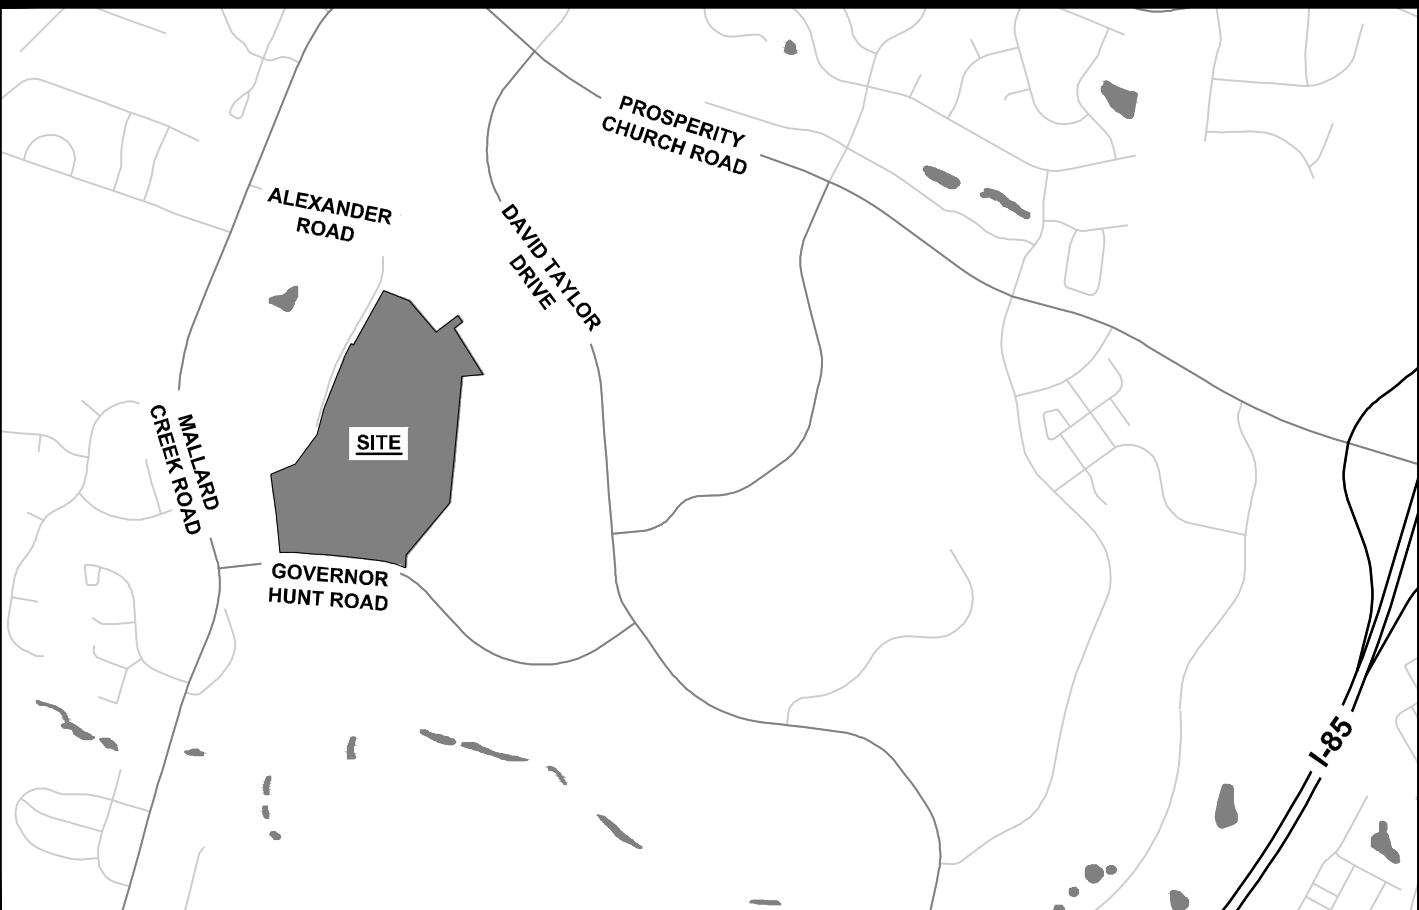 PROSPERITY
CHURCH ROAD
ALEXANDER
ROAD
DAVID TAYLOR
DRIVE
MALLARD
CREEK ROAD
SITE
GOVERNOR
HUNT ROAD
I-85